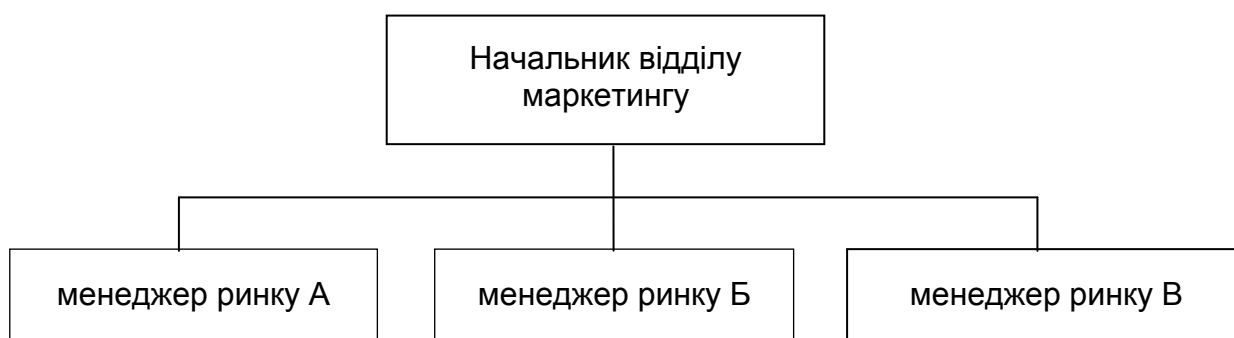 Начальник відділу
маркетингу
менеджер ринку А
менеджер ринку Б
менеджер ринку В